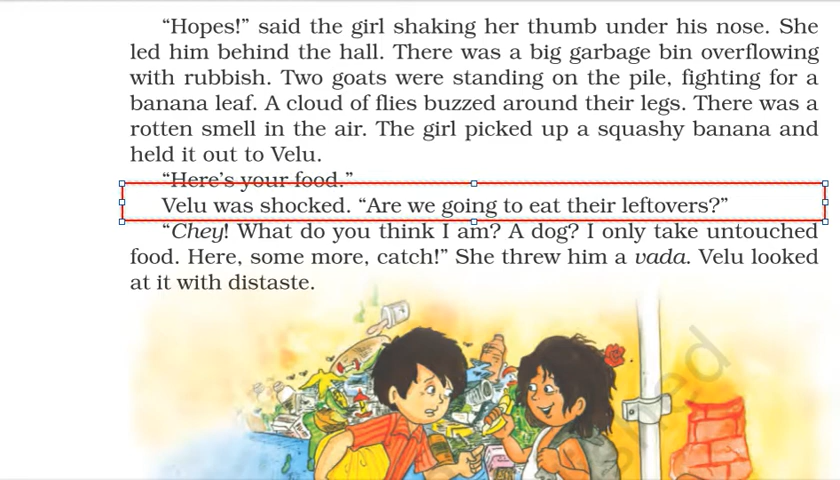 “Hopes!” said the girl shaking her thumb under his nose. She
led him behind the hall. There was a big garbage bin overflowing
with rubbish. Two goats were standing on the pile, fighting for a
banana leaf. A cloud of flies buzzed around their legs. There was a
rotten smell in the air. The girl picked up a squashy banana and
held it out to Velu.
“Here’s your food.”
Velu was shocked. “Are we going to eat their leftovers?”
“Chey! What do you think I am? A dog? I only take untouched
food. Here, some more, catch!” She threw him a vada. Velu looked
at it with distaste.